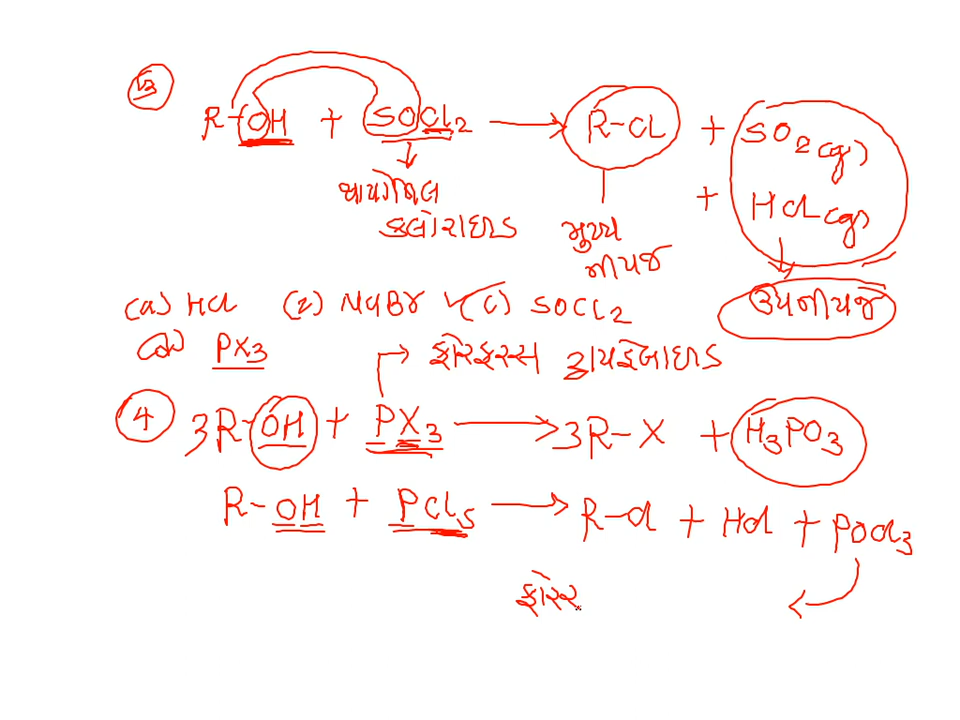 (3) R-OH + SOCl2 → R-Cl + SO2(g) + HCl(g)
થાયોનિલ ક્લોરાઇડ
મુખ્ય નીપજ
ઉપનીપજ
(a) HCl (2) NaBr ✓(c) SOCl2
PX3 → ફોસ્ફરસ ટ્રાયહેલાઇડ
(4) 3R-OH + PX3 → 3R-X + H3PO3
R-OH + PCl5 → R-Cl + HCl + POCl3